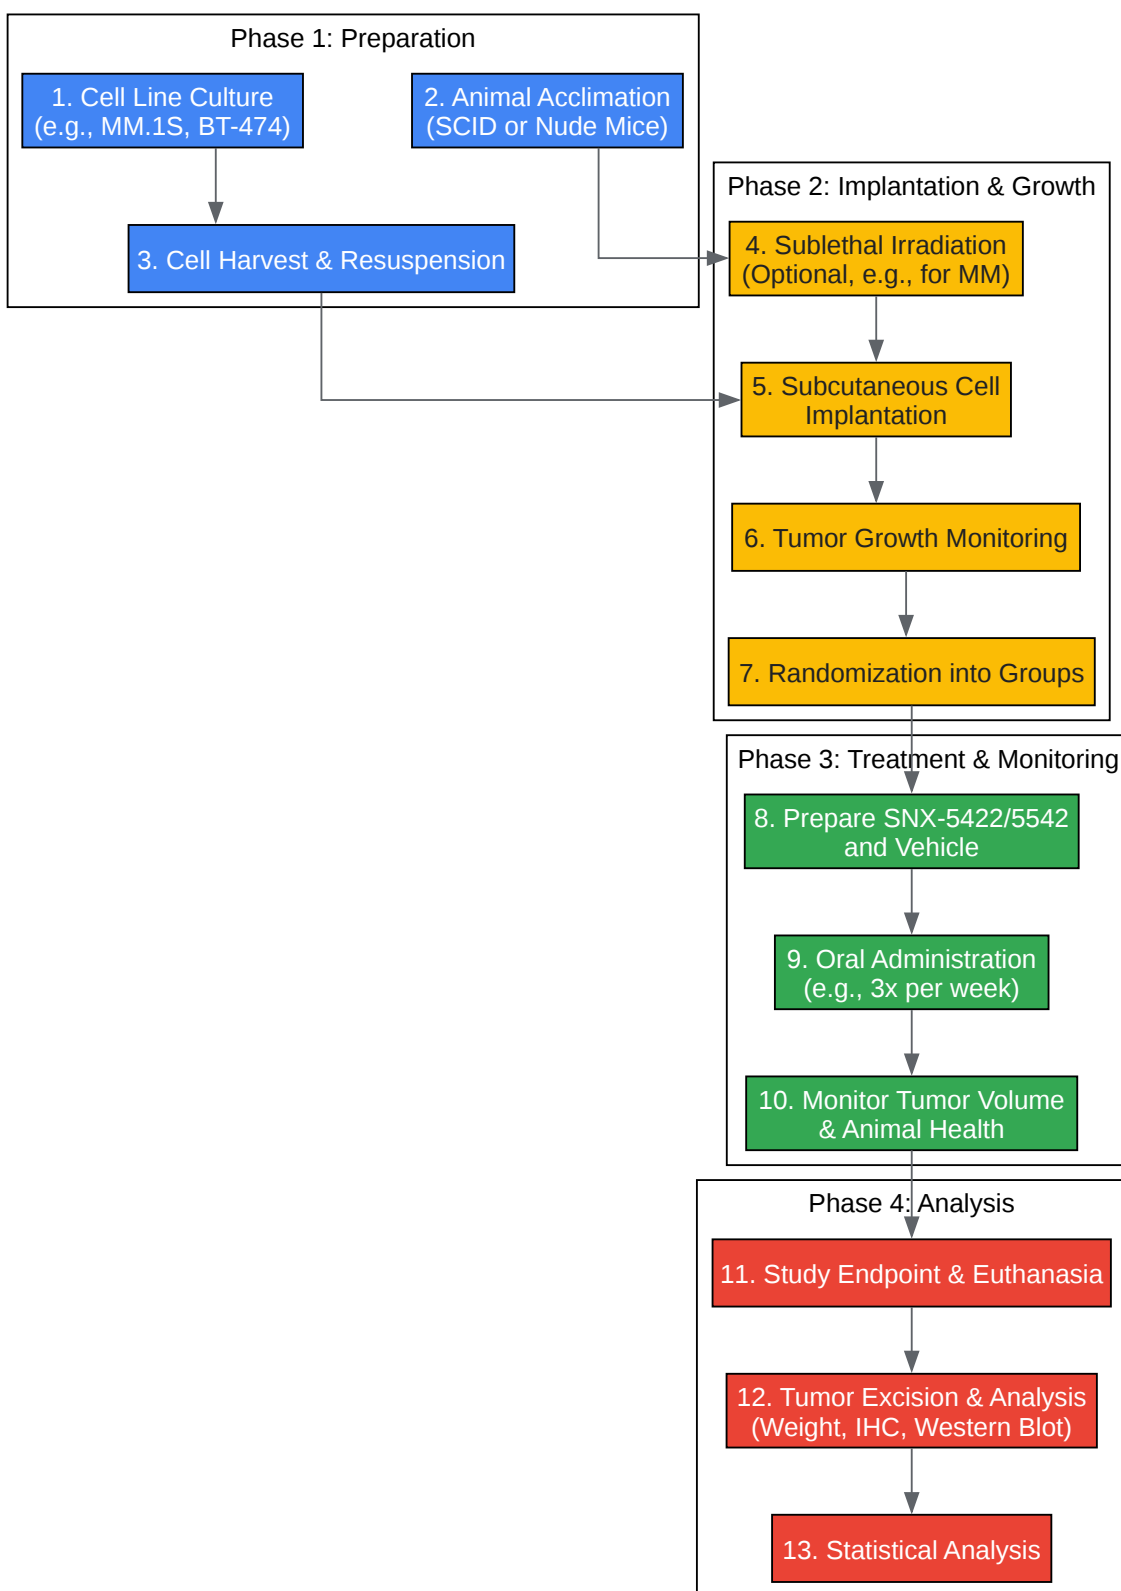 Phase 1: Preparation
1. Cell Line Culture
(e.g., MM.1S, BT-474)
2. Animal Acclimation
(SCID or Nude Mice)
3. Cell Harvest & Resuspension
Phase 2: Implantation & Growth
4. Sublethal Irradiation
(Optional, e.g., for MM)
5. Subcutaneous Cell
Implantation
6. Tumor Growth Monitoring
7. Randomization into Groups
Phase 3: Treatment & Monitoring
8. Prepare SNX-5422/5542
and Vehicle
9. Oral Administration
(e.g., 3x per week)
10. Monitor Tumor Volume
& Animal Health
Phase 4: Analysis
11. Study Endpoint & Euthanasia
12. Tumor Excision & Analysis
(Weight, IHC, Western Blot)
13. Statistical Analysis